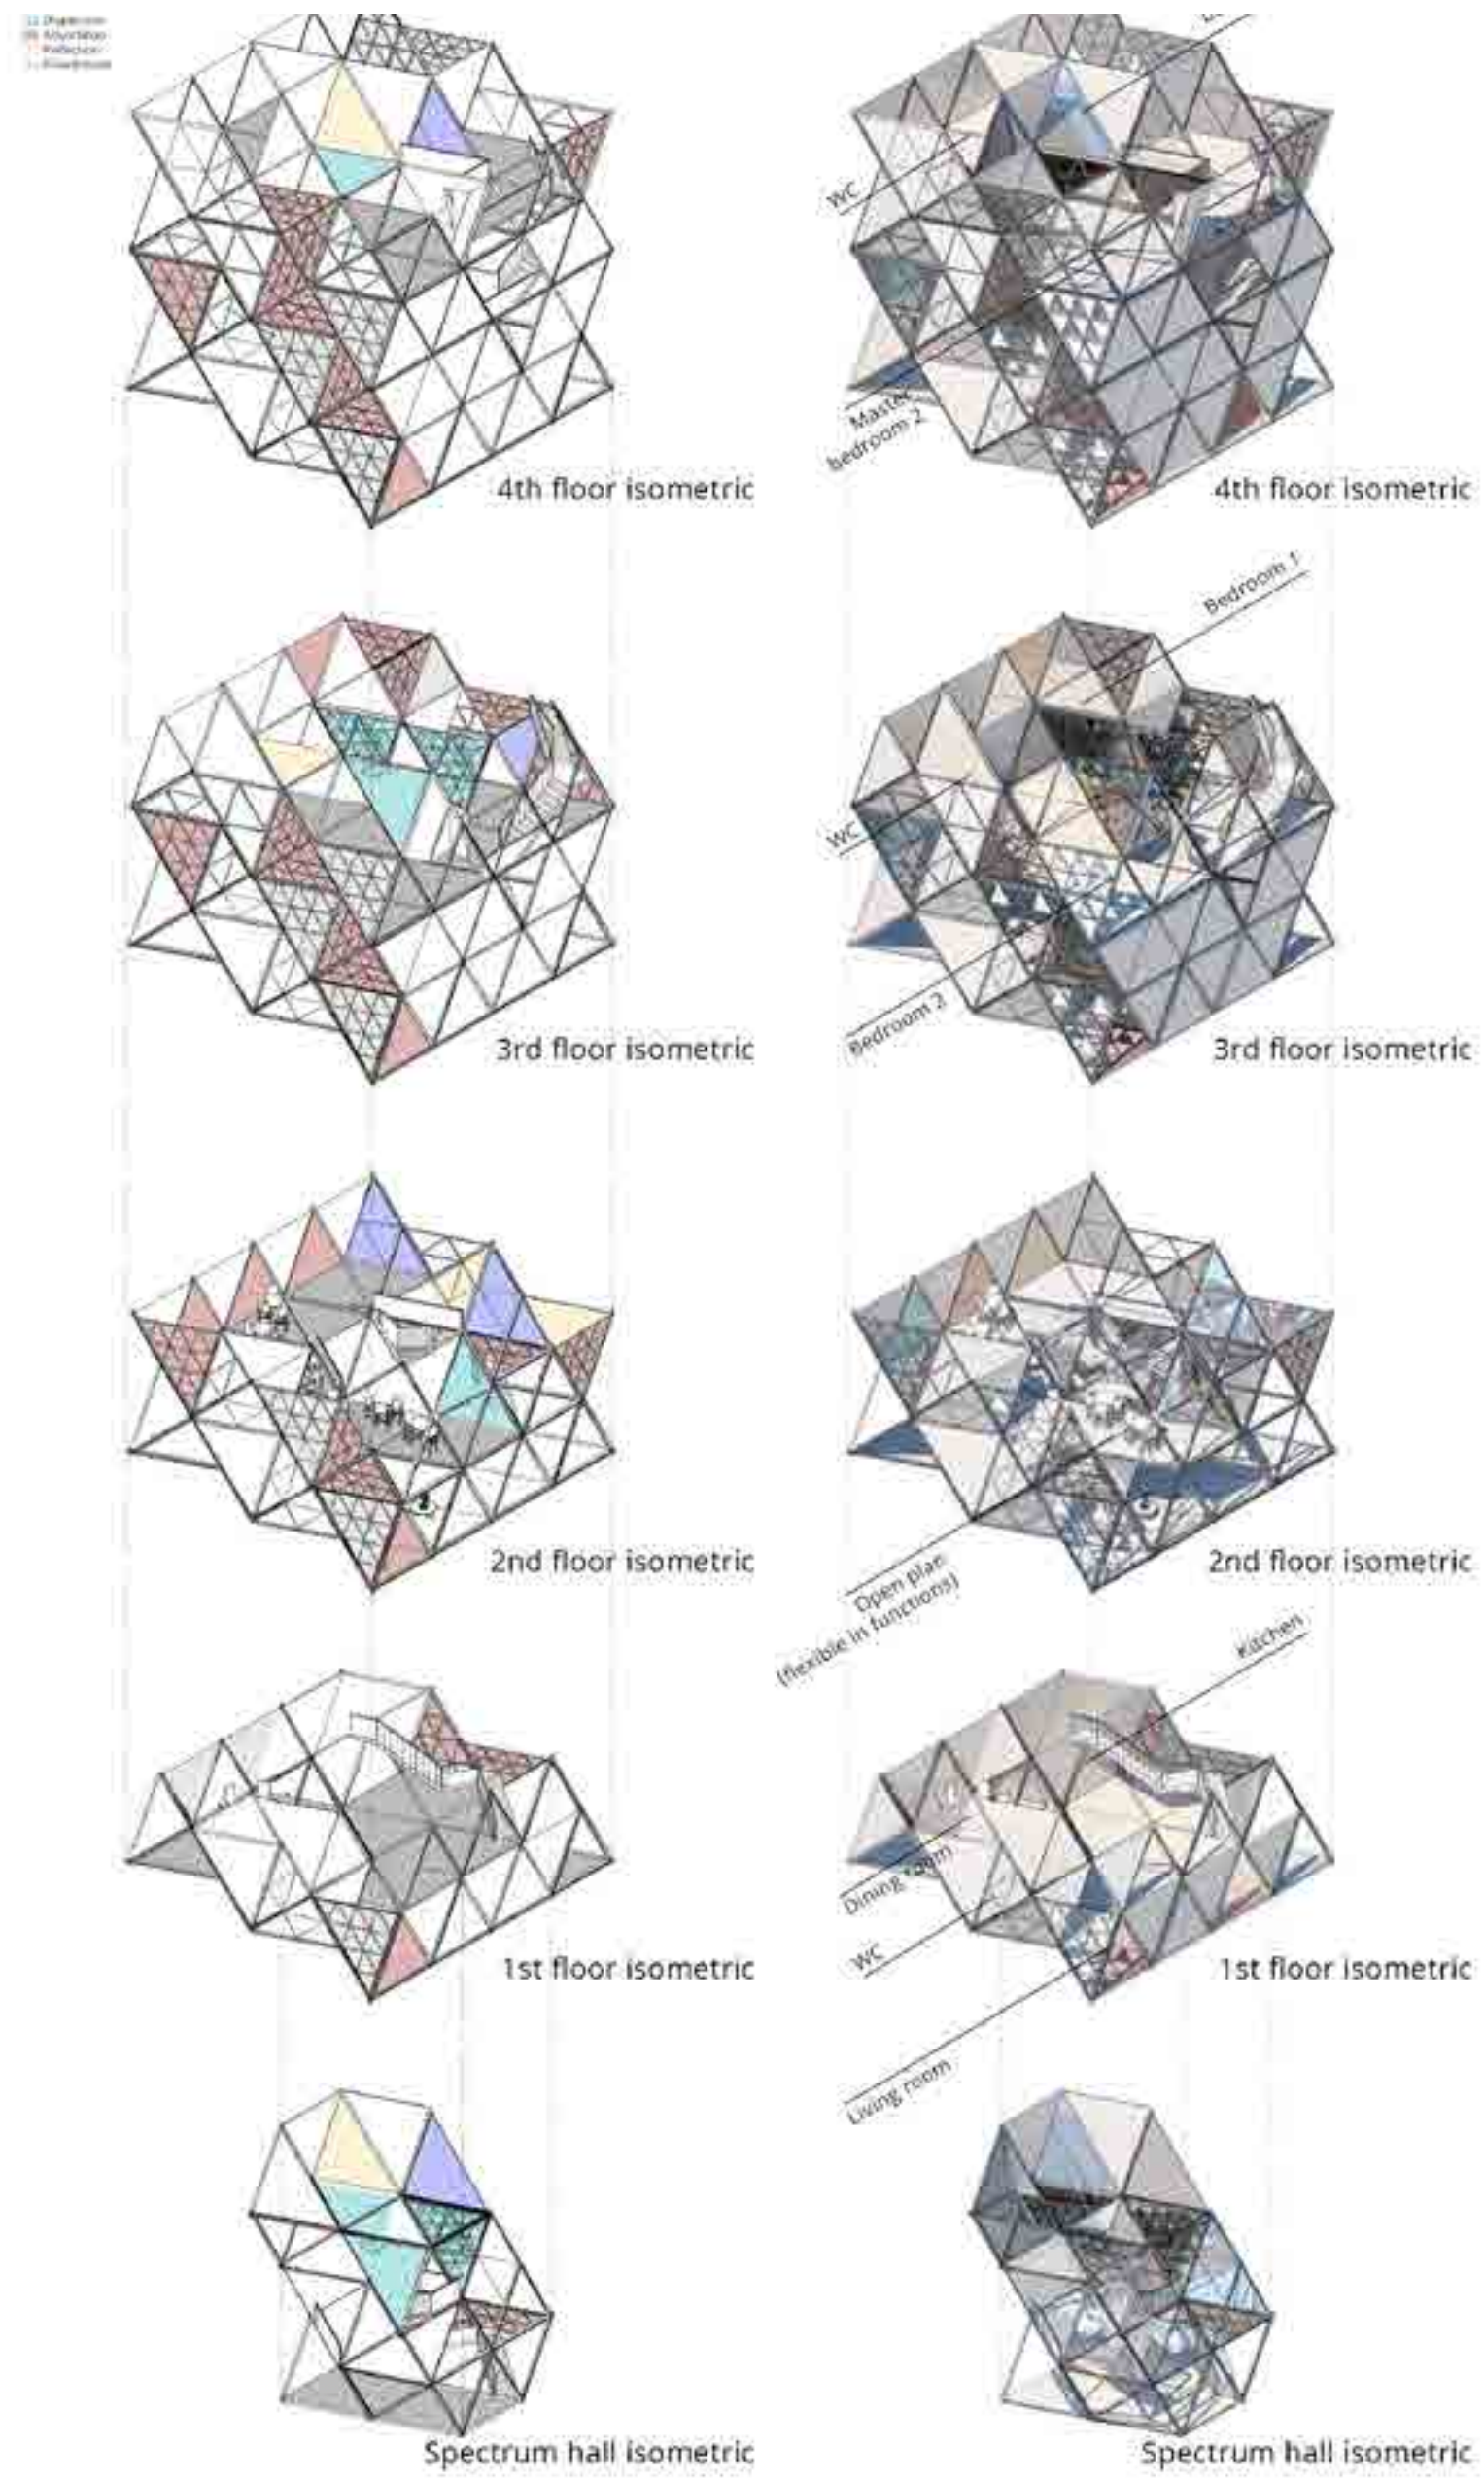 WC
Master
bedroom 2
4th floor isometric
4th floor isometric
Bedroom 1
WC
Bedroom 2
3rd floor isometric
3rd floor isometric
2nd floor isometric
2nd floor isometric
Open plan
(flexible in functions)
Kitchen
Dining room
WC
1st floor isometric
1st floor isometric
Living room
Spectrum hall isometric
Spectrum hall isometric